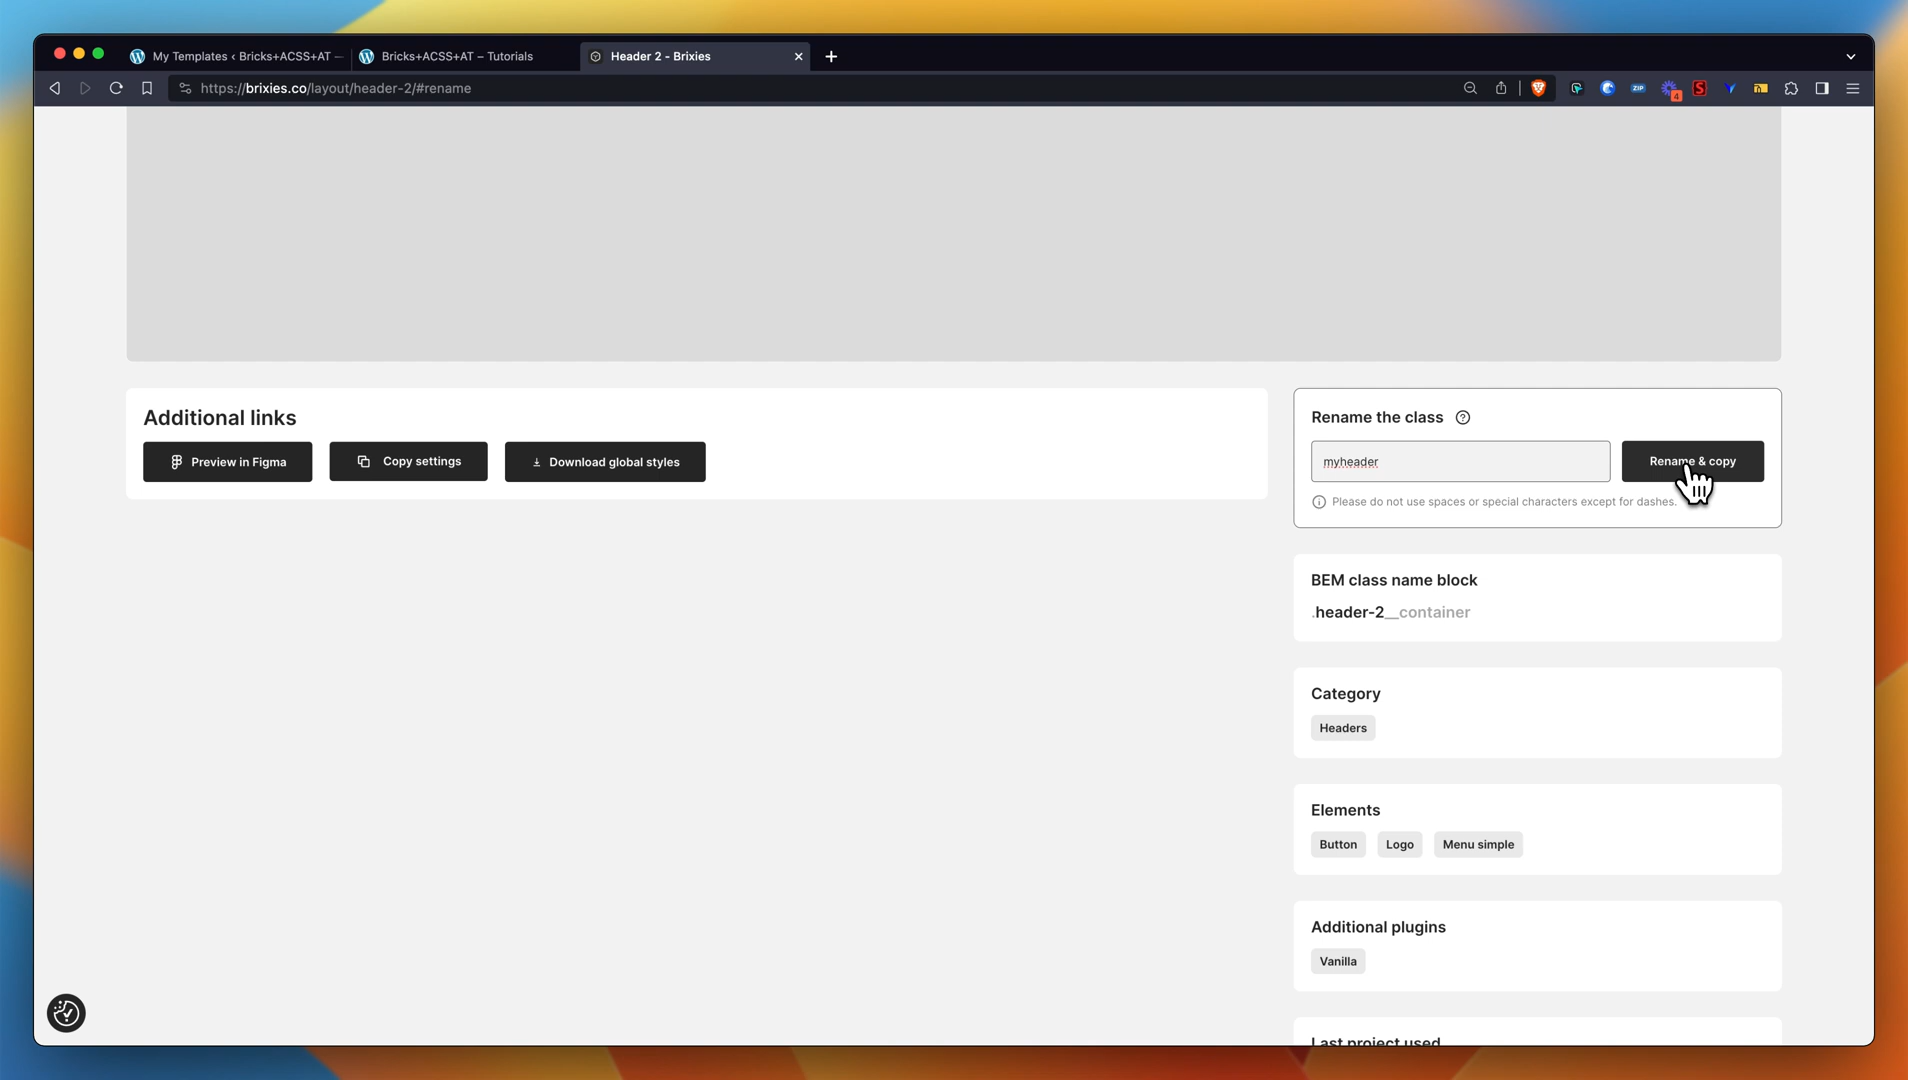 My Templates ‹ Bricks+ACSS+AT —
Bricks+ACSS+AT – Tutorials
Header 2 - Brixies
https://brixies.co/layout/header-2/#rename
ZIP
4
S
Additional links
Preview in Figma
Copy settings
Download global styles
Rename the class
myheader
Rename & copy
Please do not use spaces or special characters except for dashes.
BEM class name block
.header-2__container
Category
Headers
Elements
Button
Logo
Menu simple
Additional plugins
Vanilla
Last project used